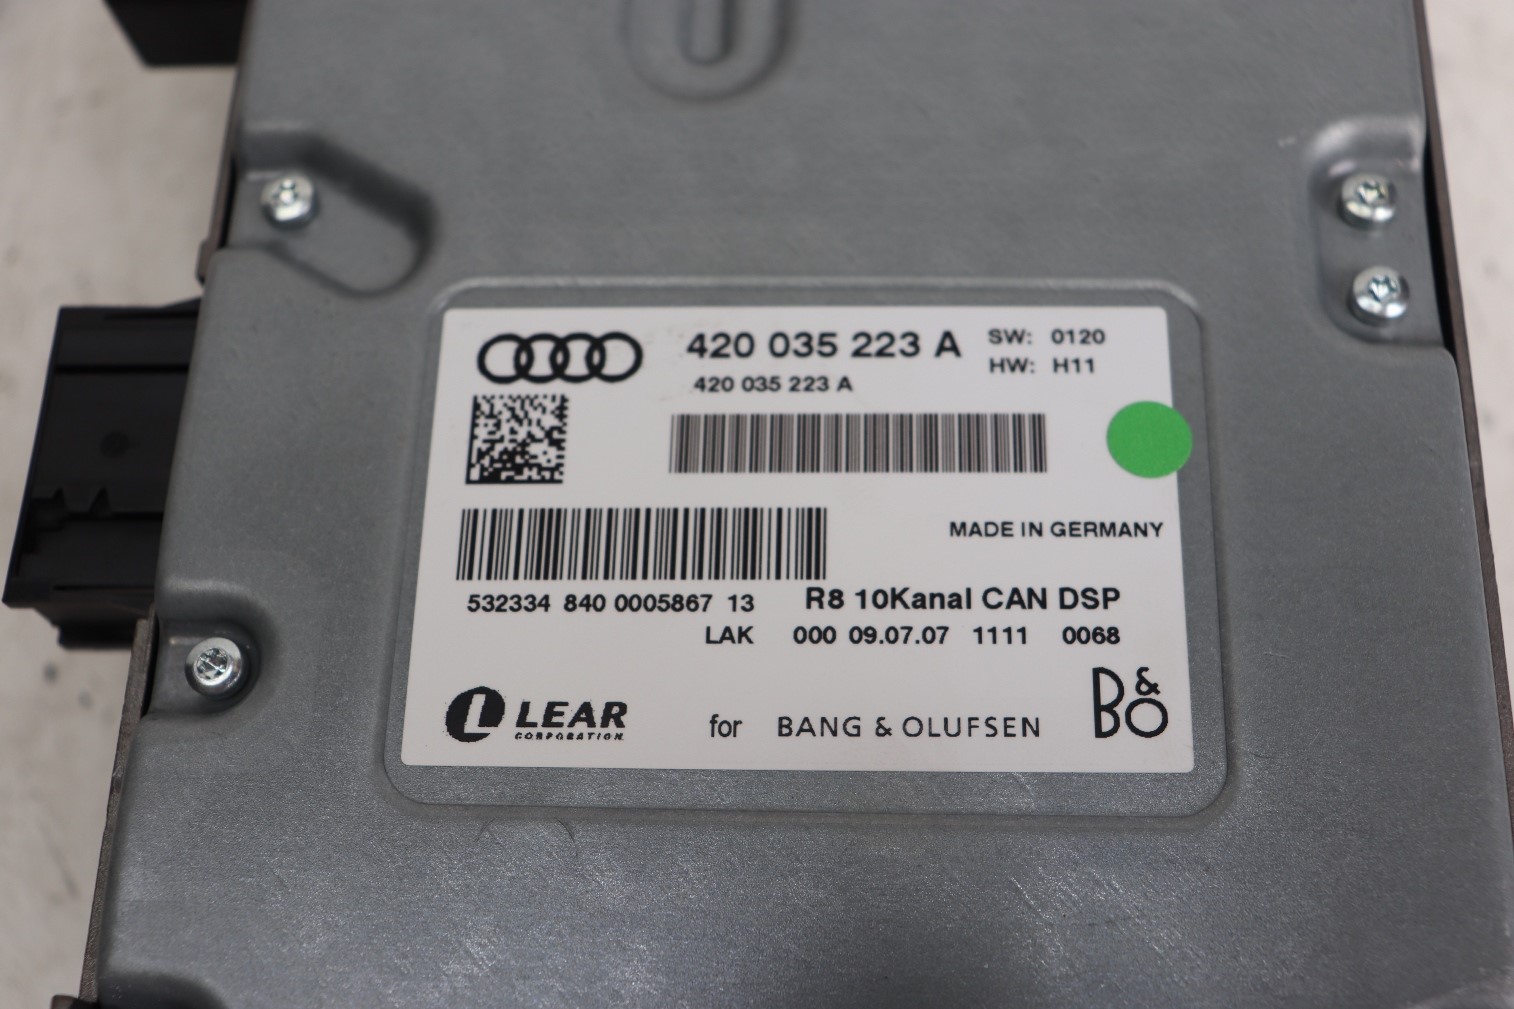 420 035 223 A SW: 0120
420 035 223 A HW: H11
MADE IN GERMANY
532334 840 0005867 13 R8 10Kanal CAN DSP
LAK 000 09.07.07 1111 0068
LEAR
CORPORATION
for BANG & OLUFSEN
B&O